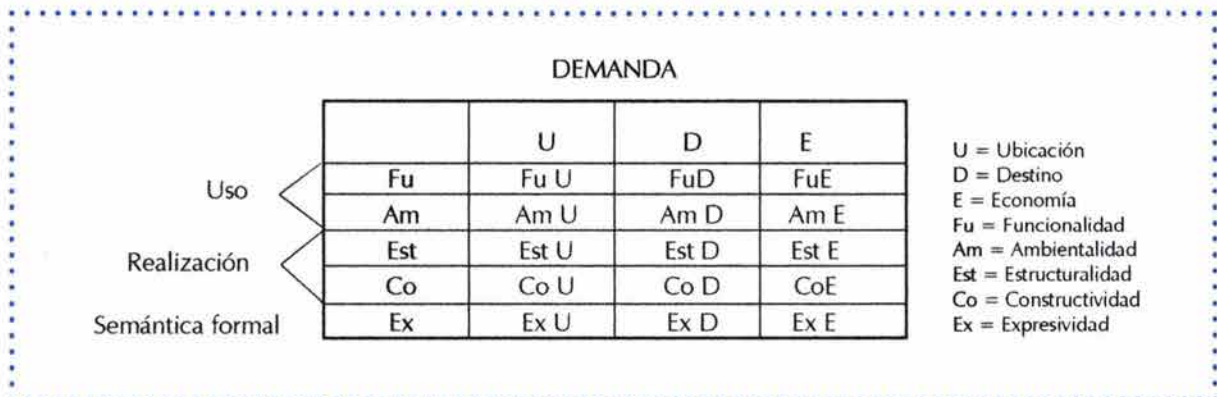 DEMANDA
U D E
Uso
Fu Fu U FuD FuE
Am Am U Am D Am E
Realización
Est Est U Est D Est E
Co Co U Co D CoE
Semántica formal Ex Ex U Ex D Ex E
U = Ubicación
D = Destino
E = Economía
Fu = Funcionalidad
Am = Ambientalidad
Est = Estructuralidad
Co = Constructividad
Ex = Expresividad